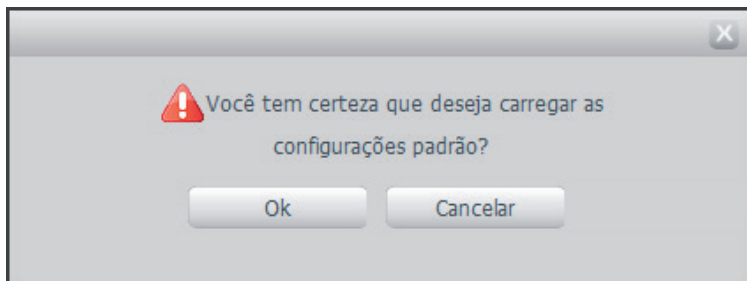 Você tem certeza que deseja carregar as
configurações padrão?
Ok
Cancelar